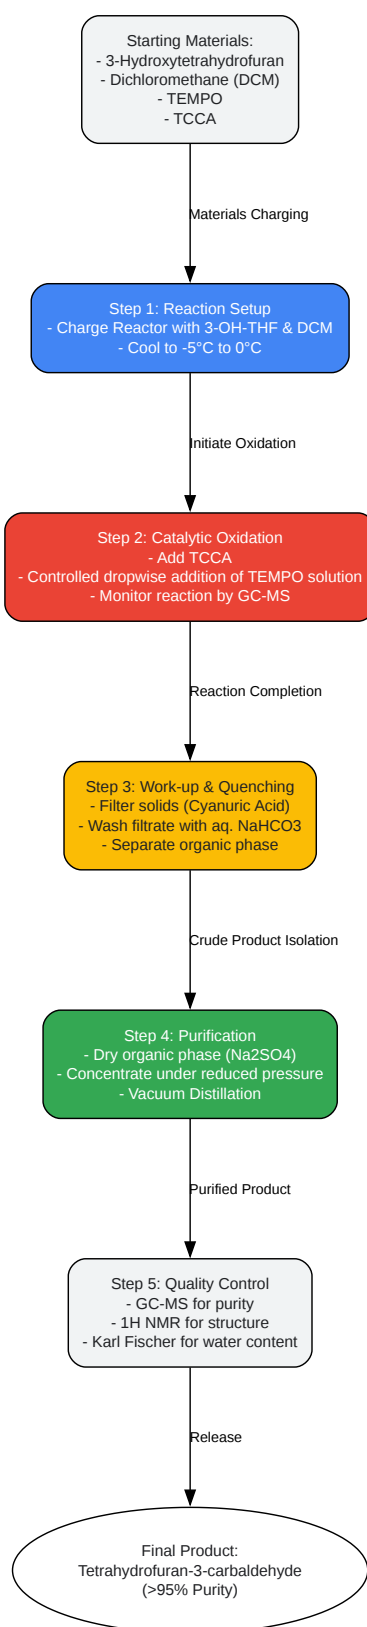 Starting Materials:
- 3-Hydroxytetrahydrofuran
- Dichloromethane (DCM)
- TEMPO
- TCCA
Materials Charging
Step 1: Reaction Setup
- Charge Reactor with 3-OH-THF & DCM
- Cool to -5°C to 0°C
Initiate Oxidation
Step 2: Catalytic Oxidation
- Add TCCA
- Controlled dropwise addition of TEMPO solution
- Monitor reaction by GC-MS
Reaction Completion
Step 3: Work-up & Quenching
- Filter solids (Cyanuric Acid)
- Wash filtrate with aq. NaHCO3
- Separate organic phase
Crude Product Isolation
Step 4: Purification
- Dry organic phase (Na2SO4)
- Concentrate under reduced pressure
- Vacuum Distillation
Purified Product
Step 5: Quality Control
- GC-MS for purity
- 1H NMR for structure
- Karl Fischer for water content
Release
Final Product:
Tetrahydrofuran-3-carbaldehyde
(>95% Purity)